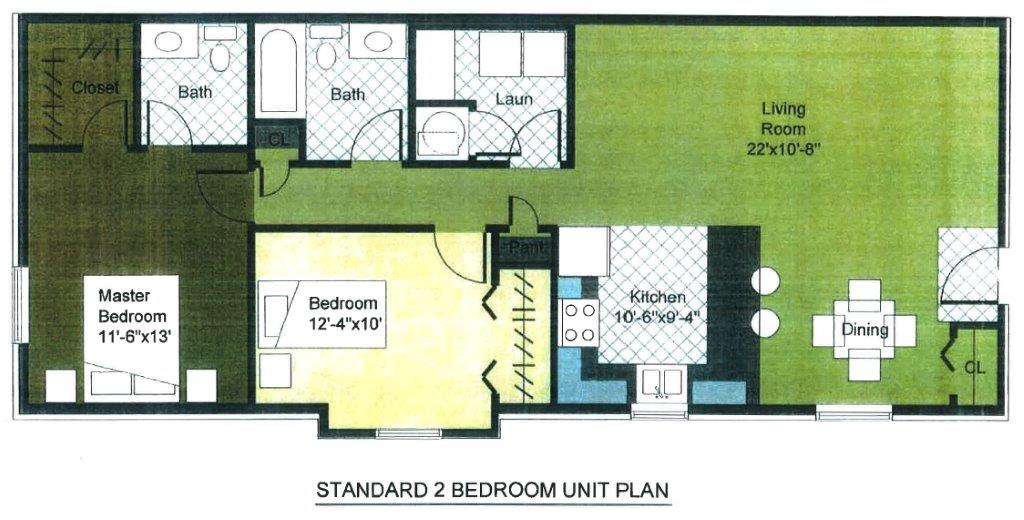 Closet
Bath
Bath
Laun
Living
Room
22'x10'-8"
CL
Pant
Master
Bedroom
11'-6"x13'
Bedroom
12'-4"x10'
Kitchen
10'-6"x9'-4"
Dining
CL
STANDARD 2 BEDROOM UNIT PLAN